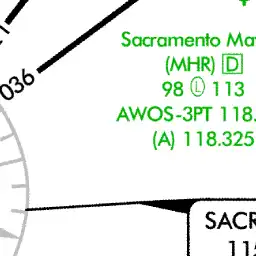 036
Sacramento Ma
(MHR) D
98 Ⓛ 113
AWOS-3PT 118.
(A) 118.325
SACR
115